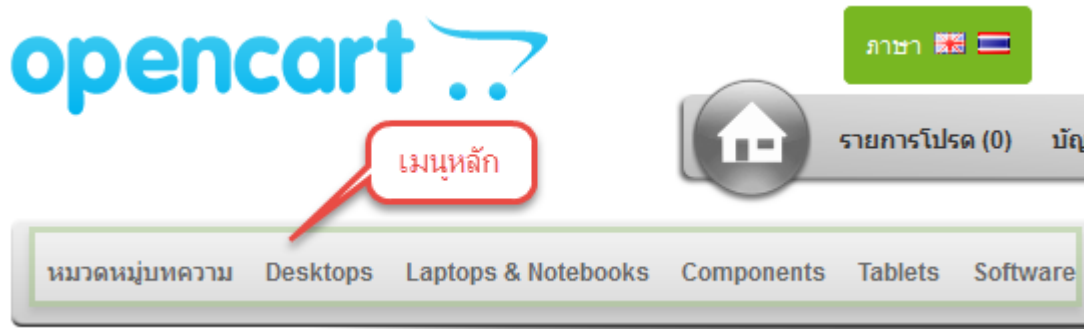 opencart
ภาษา
รายการโปรด (0) บัญ
เมนูหลัก
หมวดหมู่บทความ Desktops Laptops & Notebooks Components Tablets Software